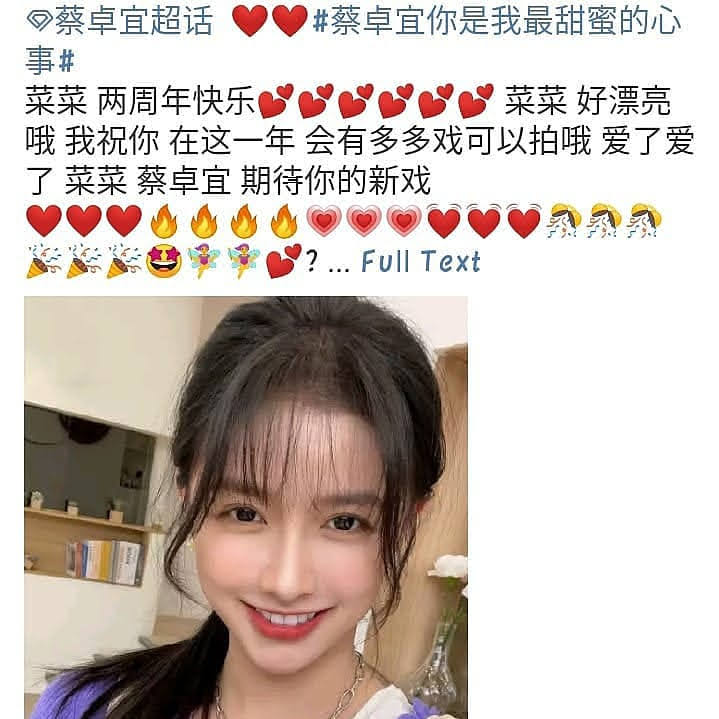 蔡卓宜超话 ❤️❤️#蔡卓宜你是我最甜蜜的心
事#
菜菜 两周年快乐💕💕💕💕💕💕 菜菜 好漂亮
哦 我祝你 在这一年 会有多多戏可以拍哦 爱了爱
了 菜菜 蔡卓宜 期待你的新戏
❤️❤️❤️🔥🔥🔥🔥💗💗💗💓💓💓👯👯👯
🎉🎉🎉🤩🧚🧚💕? ... Full Text